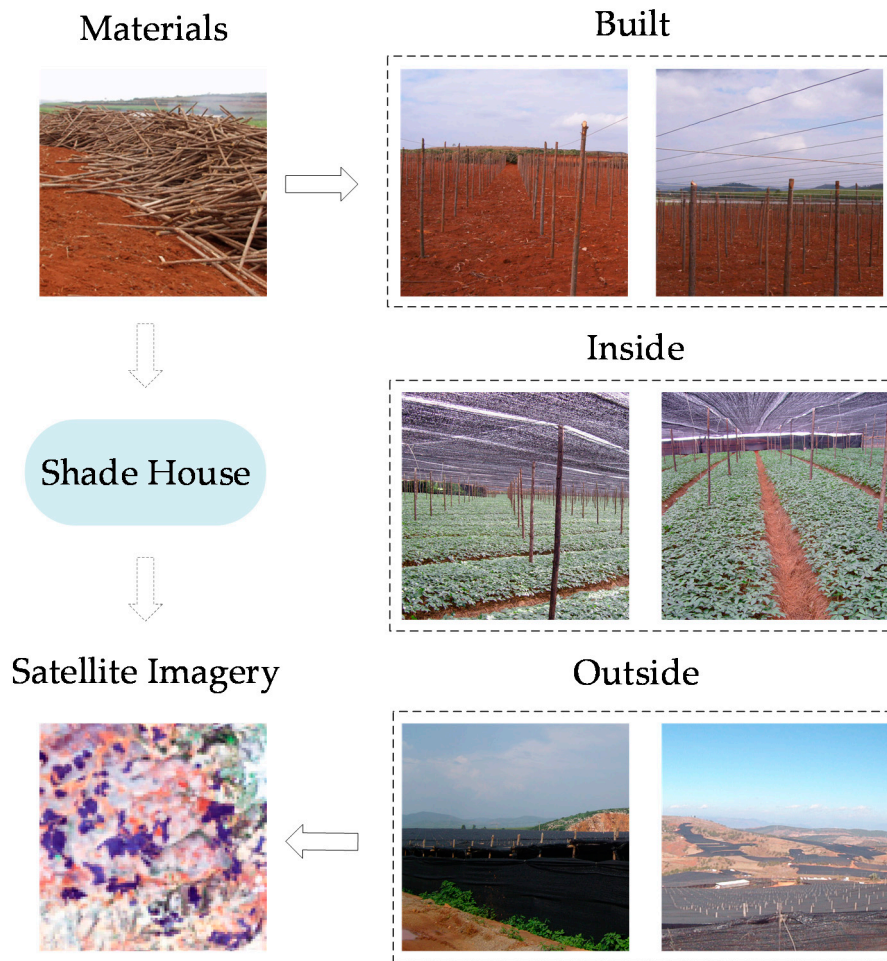 Materials
Built
Inside
Shade House
Satellite Imagery
Outside